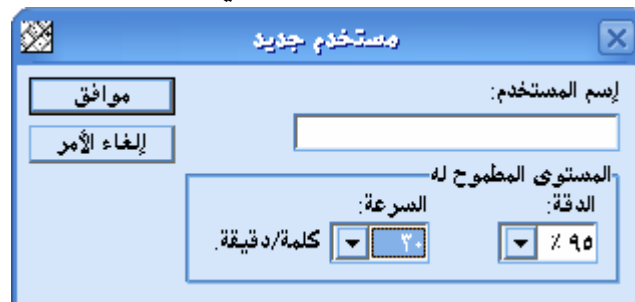 مستخدم جديد
إسم المستخدم:
موافق
إلغاء الأمر
المستوى المطموح له
الدقة:
السرعة:
٩٥ ٪
٣٠
كلمة/دقيقة.